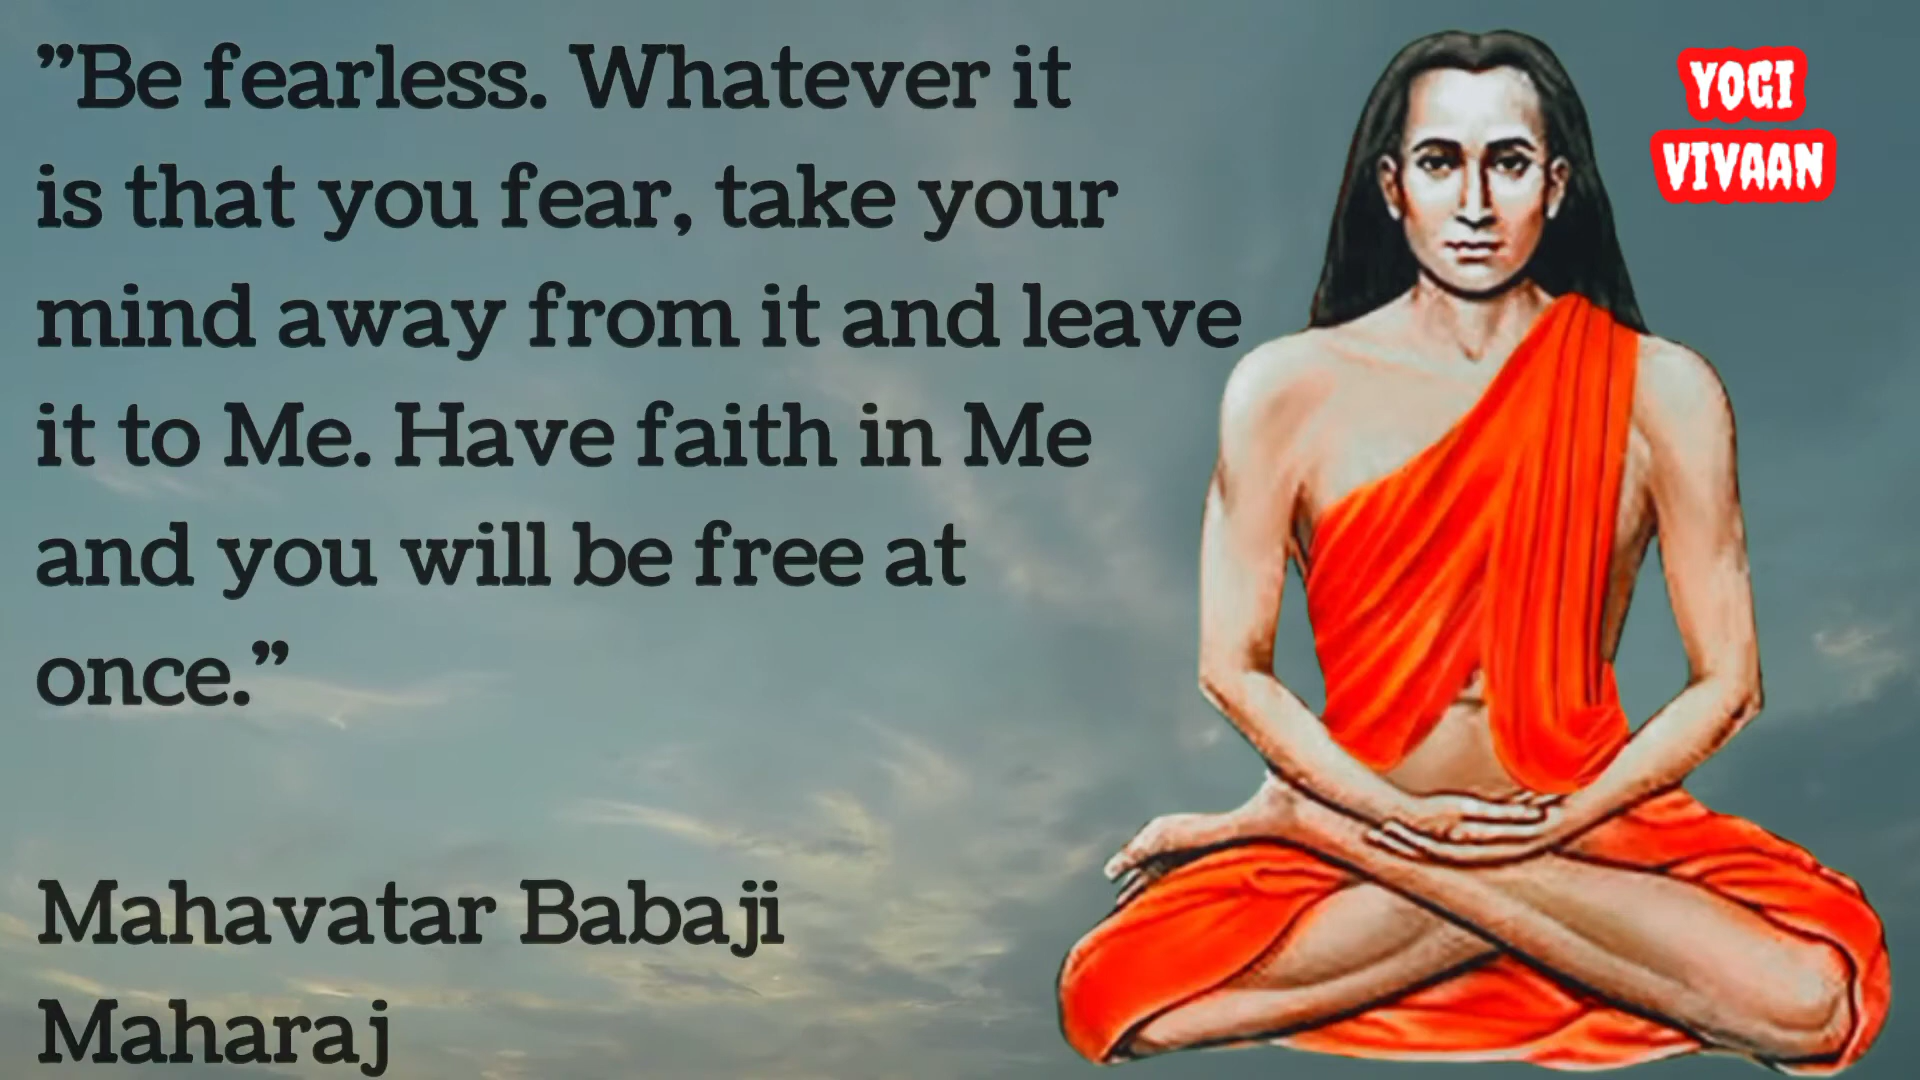 ”Be fearless. Whatever it
is that you fear, take your
mind away from it and leave
it to Me. Have faith in Me
and you will be free at
once.”
Mahavatar Babaji
Maharaj
YOGI
VIVAAN